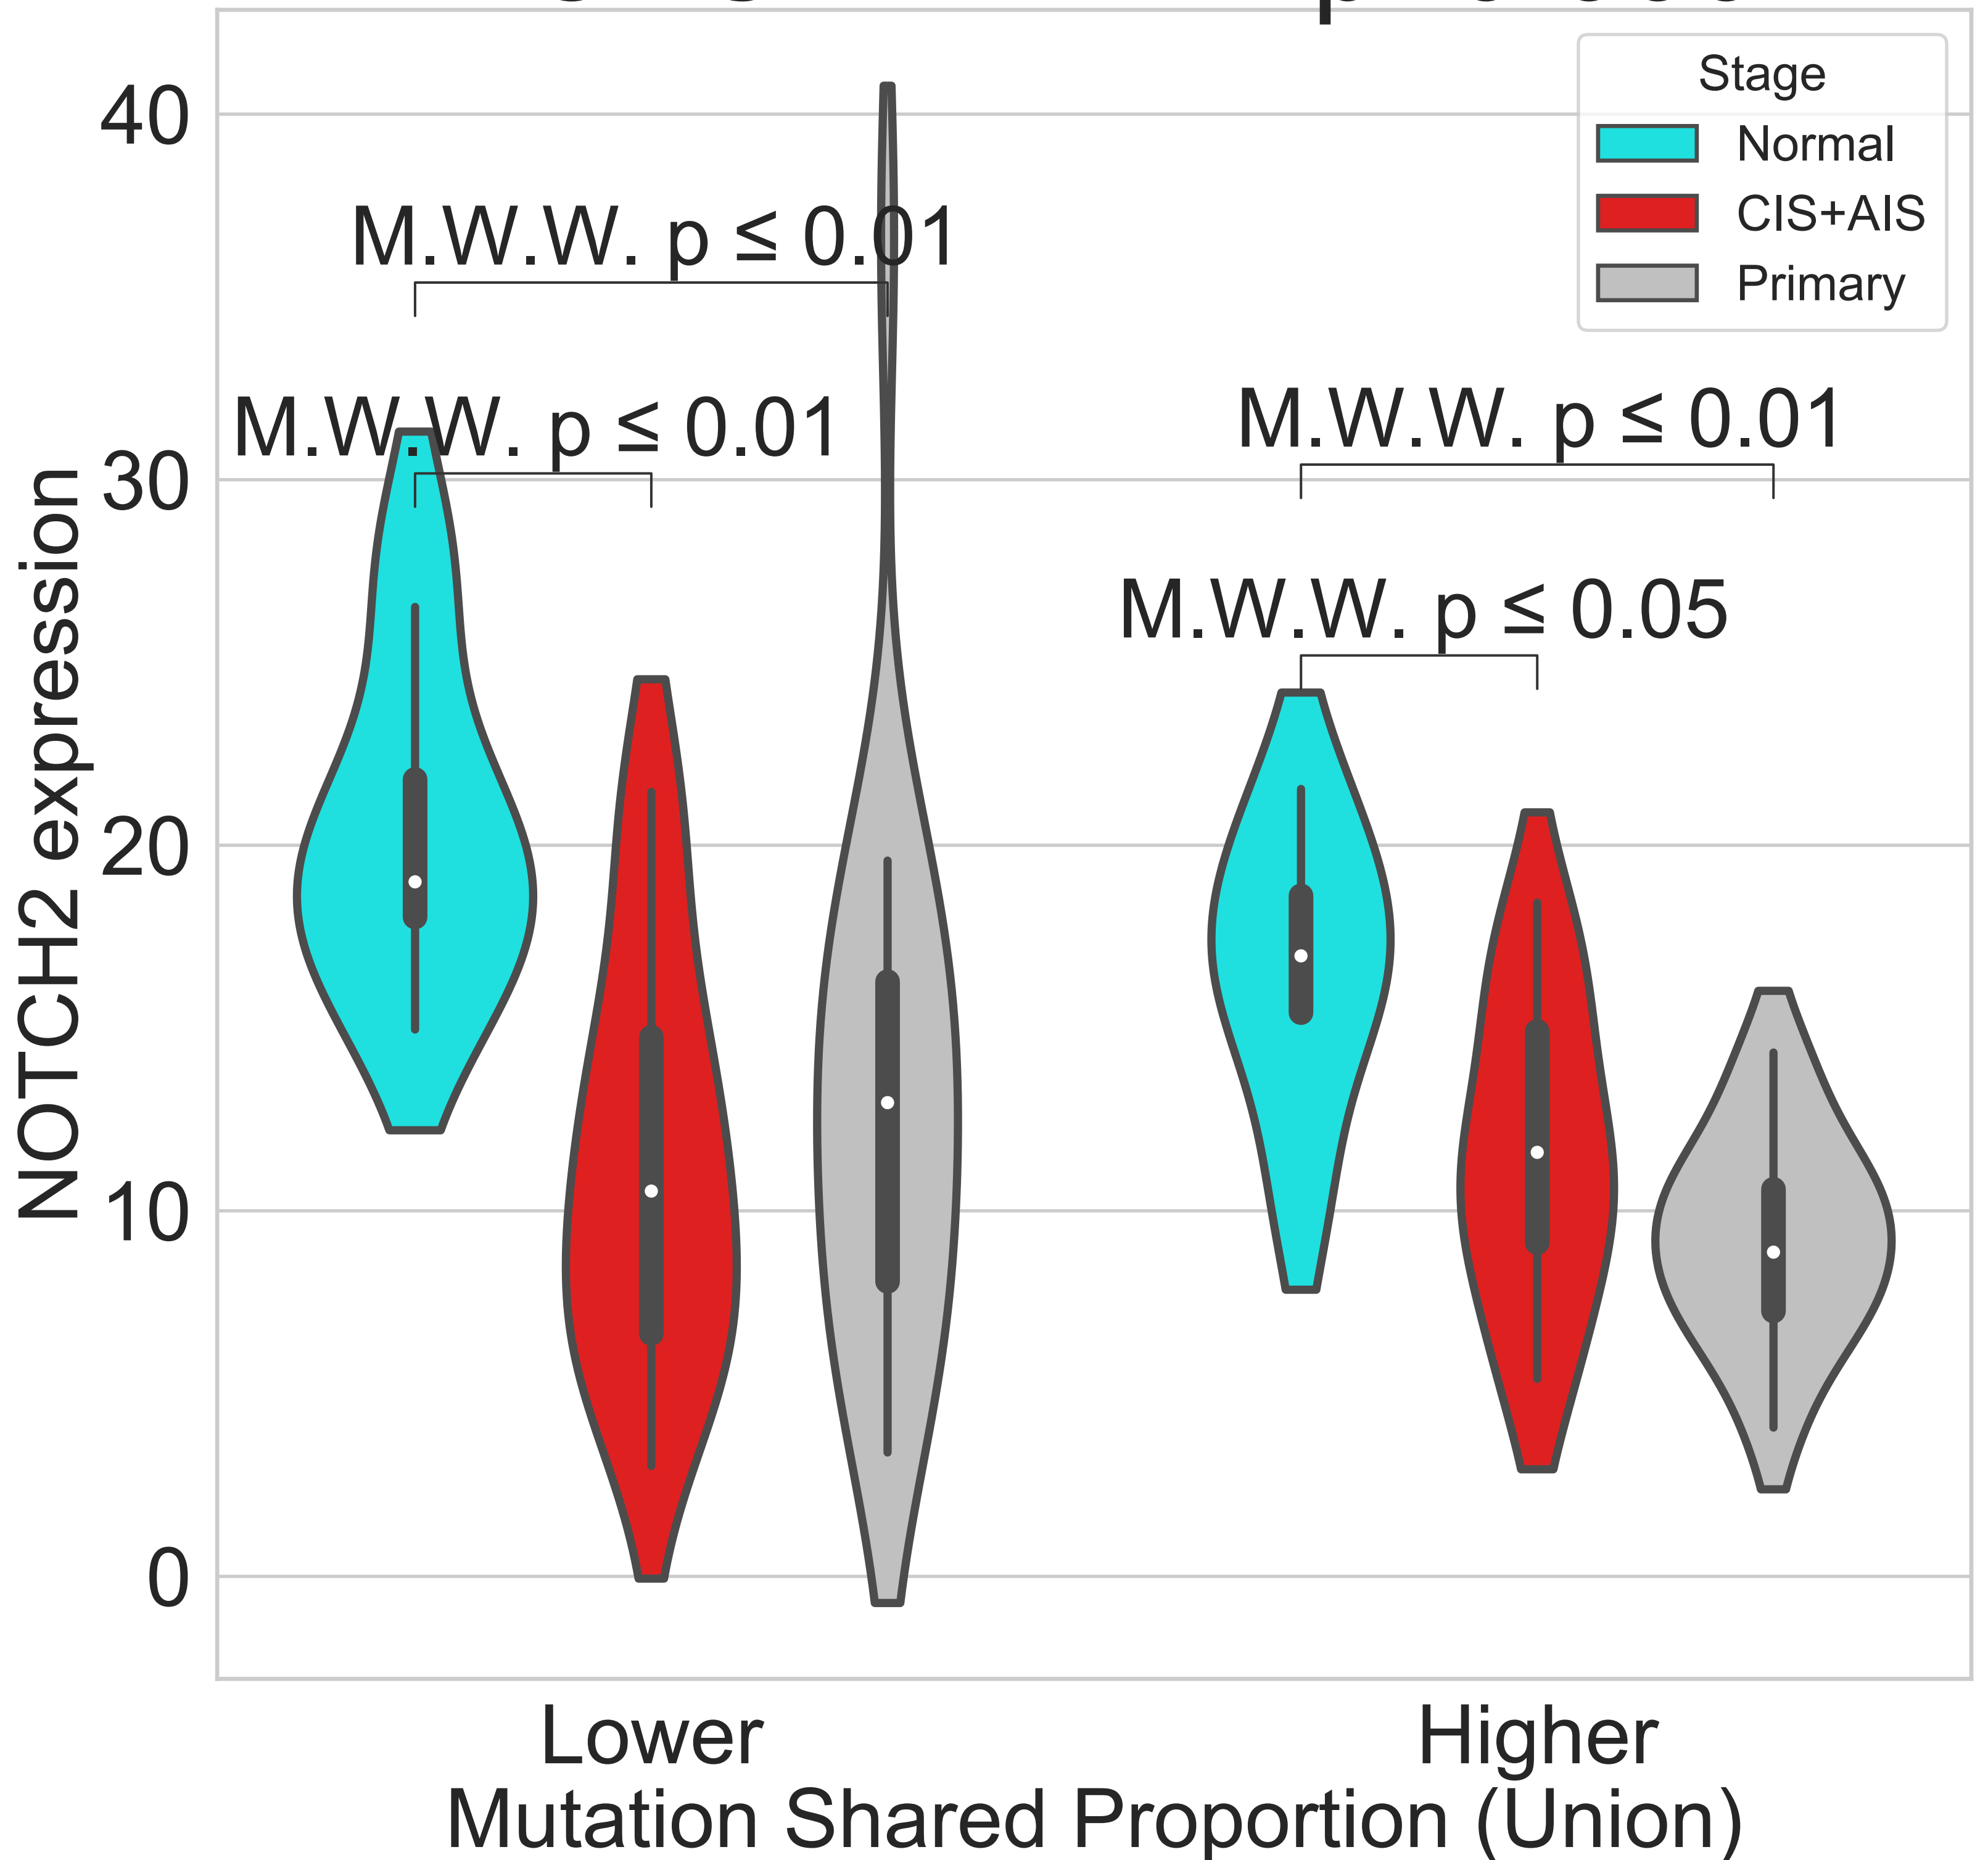 Stage
Normal
CIS+AIS
Primary
NOTCH2 expression
40
30
20
10
0
M.W.W. p ≤ 0.01
M.W.W. p ≤ 0.01
M.W.W. p ≤ 0.01
M.W.W. p ≤ 0.05
Lower
Higher
Mutation Shared Proportion (Union)